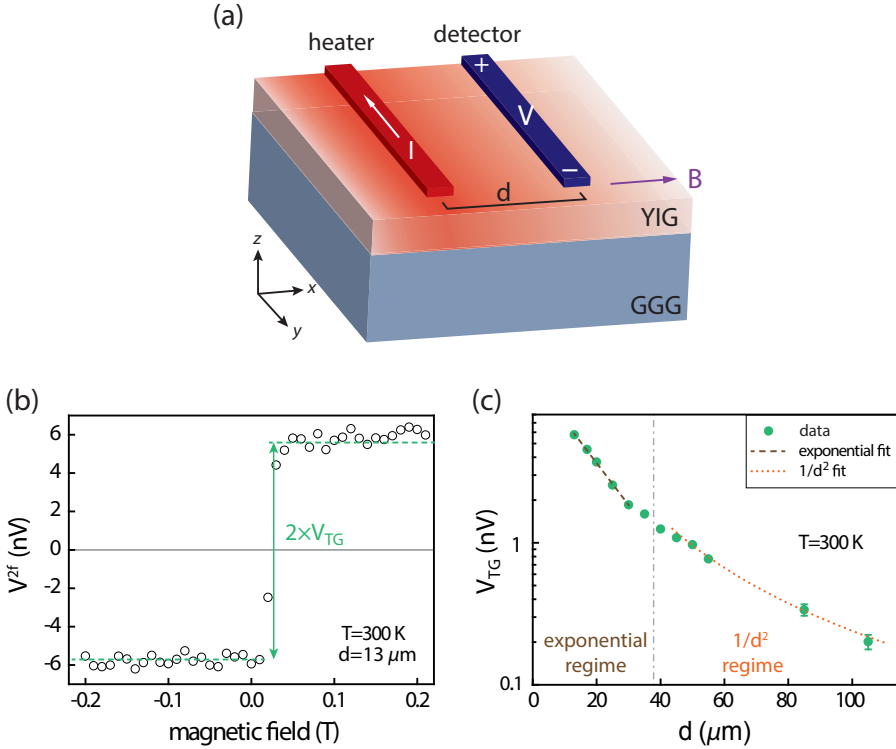 (a)
heater
detector
+
V
I
−
d
B
YIG
GGG
z
x
y
(b)
6
4
2
0
-2
-4
-6
V²ᶠ (nV)
2×V_TG
T=300 K
d=13 μm
-0.2
-0.1
0.0
0.1
0.2
magnetic field (T)
(c)
data
exponential fit
1/d² fit
T=300 K
1
0.1
V_TG (nV)
exponential
regime
1/d²
regime
0
20
40
60
80
100
d (μm)